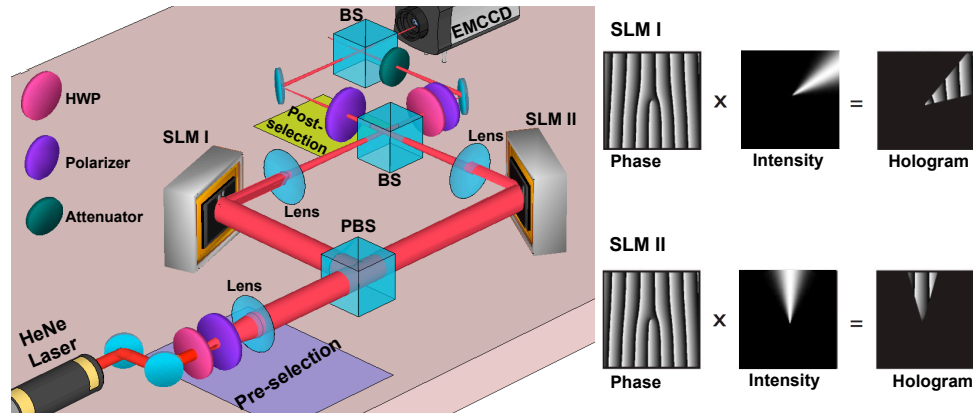 BS
EMCCD
HWP
Polarizer
Attenuator
SLM I
Post-
selection
SLM II
Lens
BS
Lens
PBS
Lens
HeNe
Laser
Pre-selection
SLM I
x
=
Phase
Intensity
Hologram
SLM II
x
=
Phase
Intensity
Hologram